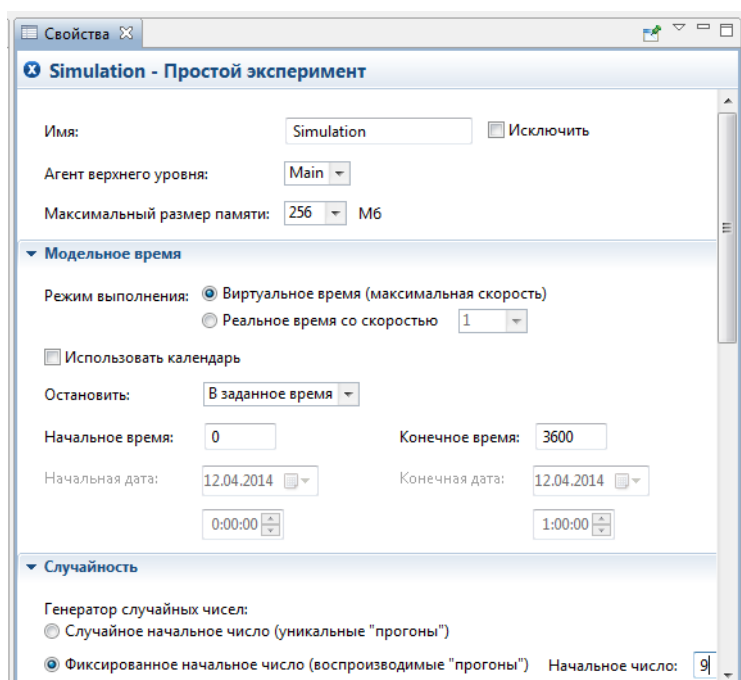 Свойства
Simulation - Простой эксперимент
Имя: Simulation Исключить
Агент верхнего уровня: Main
Максимальный размер памяти: 256 Мб
Модельное время
Режим выполнения: Виртуальное время (максимальная скорость)
Реальное время со скоростью 1
Использовать календарь
Остановить: В заданное время
Начальное время: 0 Конечное время: 3600
Начальная дата: 12.04.2014 Конечная дата: 12.04.2014
0:00:00 1:00:00
Случайность
Генератор случайных чисел:
Случайное начальное число (уникальные "прогоны")
Фиксированное начальное число (воспроизводимые "прогоны") Начальное число: 9